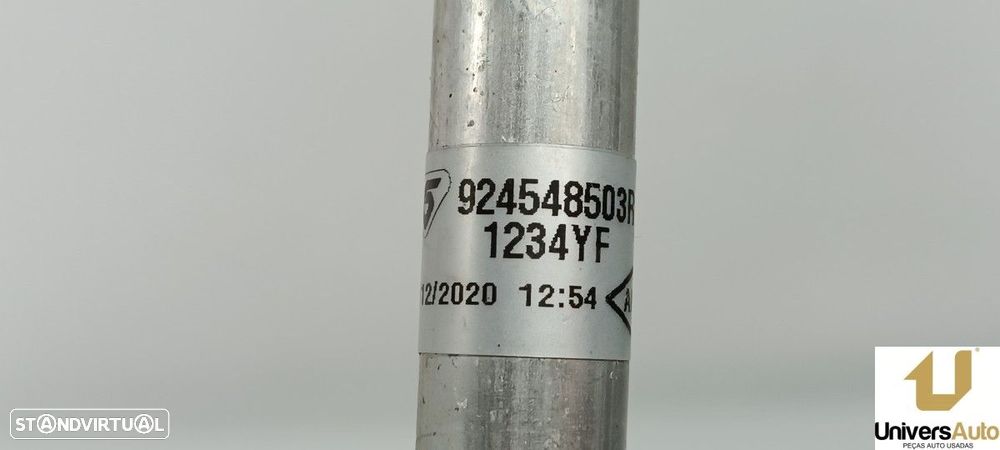 924548503R
1234YF
12/2020 12:54
STANDVIRTUAL
UniversAuto
PEÇAS AUTO USADAS